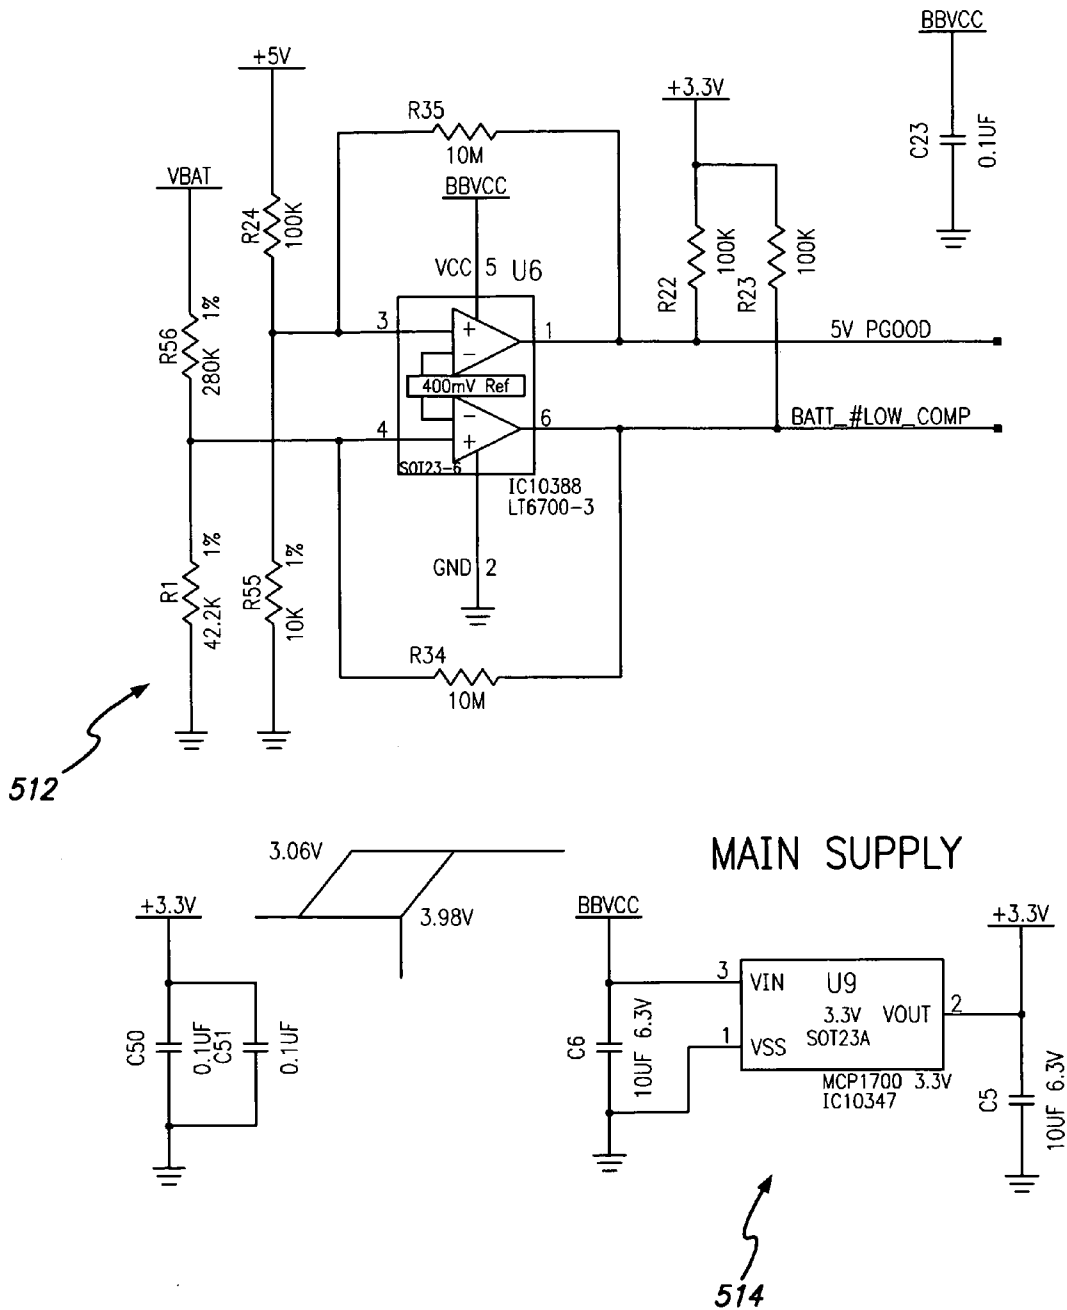 BBVCC
C23
0.1UF
+5V
+3.3V
R35
10M
VBAT
R24
100K
BBVCC
VCC 5 U6
R22
100K
R23
100K
R56
280K
1%
3
+
−
1
5V PGOOD
400mV Ref
4
−
+
6
BATT_#LOW_COMP
SOT23-6
IC10388
LT6700-3
R1
42.2K
1%
R55
10K
1%
GND 2
R34
10M
512
3.06V
3.98V
MAIN SUPPLY
+3.3V
C50
0.1UF
C51
0.1UF
BBVCC
+3.3V
3
VIN
U9
3.3V
VOUT
2
SOT23A
1
VSS
C6
10UF 6.3V
MCP1700 3.3V
IC10347
C5
10UF 6.3V
514